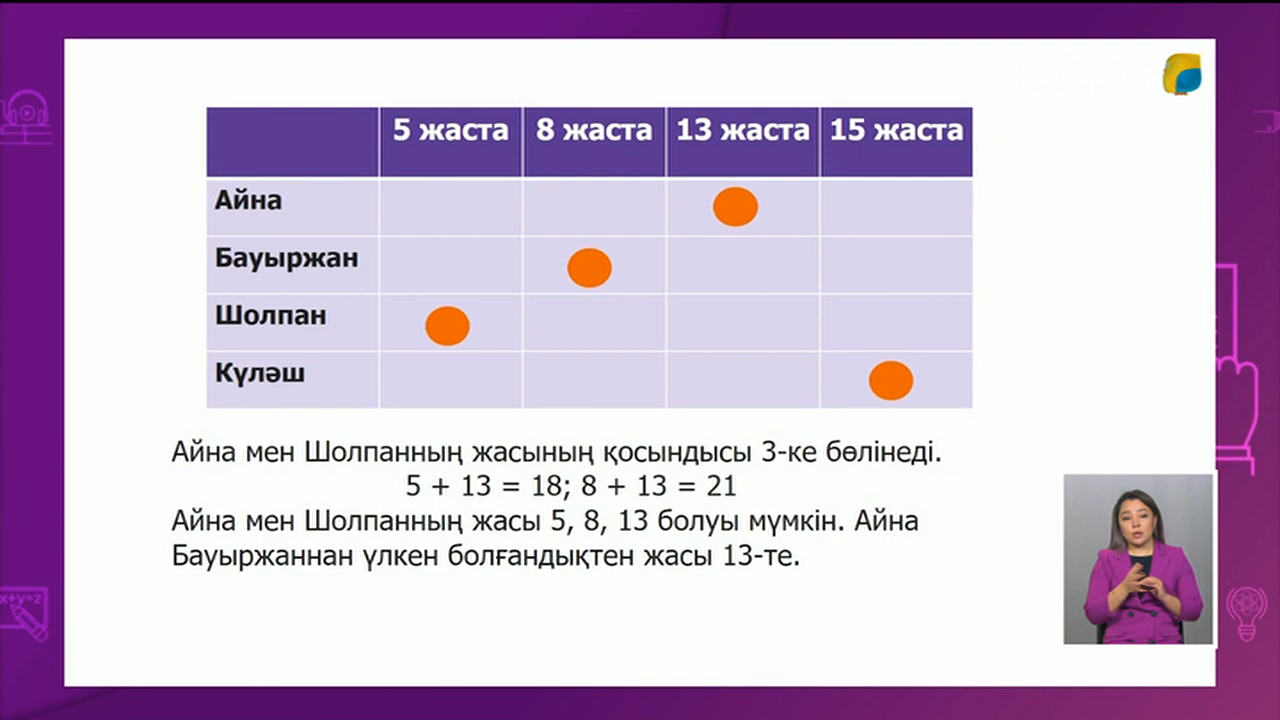 5 жаста 8 жаста 13 жаста 15 жаста
Айна
Бауыржан
Шолпан
Күләш
Айна мен Шолпанның жасының қосындысы 3-ке бөлінеді.
5 + 13 = 18; 8 + 13 = 21
Айна мен Шолпанның жасы 5, 8, 13 болуы мүмкін. Айна
Бауыржаннан үлкен болғандықтен жасы 13-те.
x+y=z